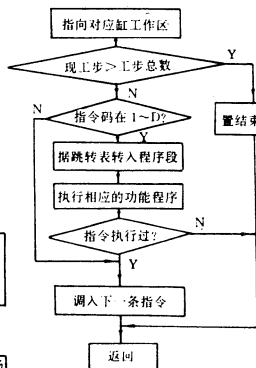 指向对应缸工作区
现工步>工步总数
Y
N
指令码在1~D?
N
置结束
Y
据跳转表转入程序段
执行相应的功能程序
指令执行过?
N
Y
调入下一条指令
返回